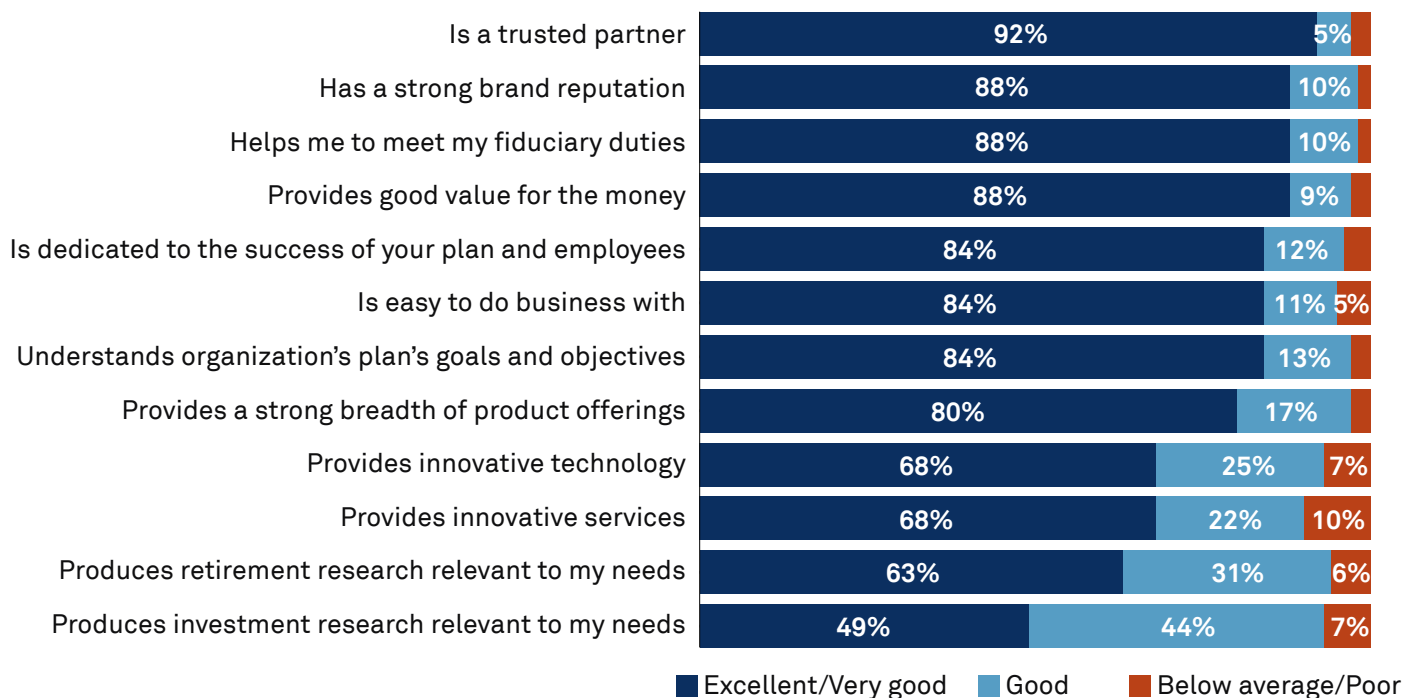 Is a trusted partner 92% 5%
Has a strong brand reputation 88% 10%
Helps me to meet my fiduciary duties 88% 10%
Provides good value for the money 88% 9%
Is dedicated to the success of your plan and employees 84% 12%
Is easy to do business with 84% 11% 5%
Understands organization’s plan’s goals and objectives 84% 13%
Provides a strong breadth of product offerings 80% 17%
Provides innovative technology 68% 25% 7%
Provides innovative services 68% 22% 10%
Produces retirement research relevant to my needs 63% 31% 6%
Produces investment research relevant to my needs 49% 44% 7%
Excellent/Very good Good Below average/Poor